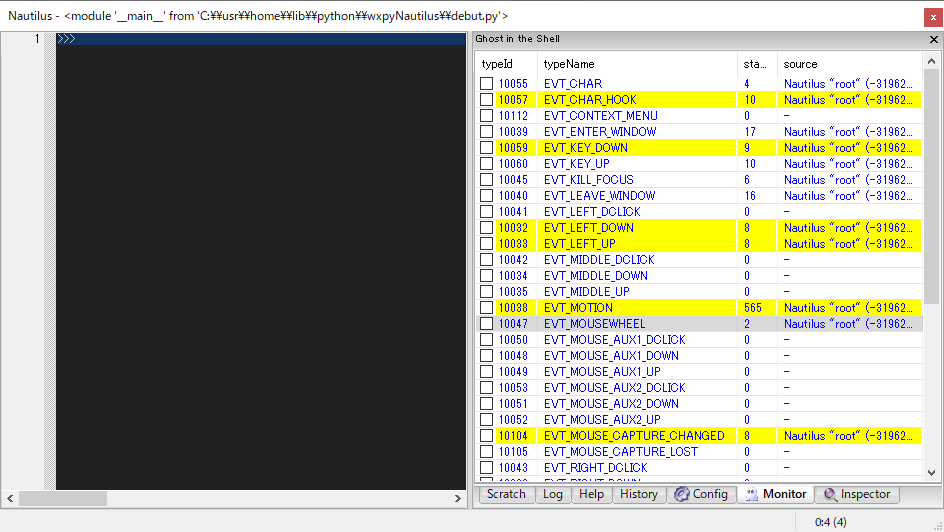 Nautilus - <module '__main__' from 'C:¥¥usr¥¥home¥¥lib¥¥python¥¥wxpyNautilus¥¥debut.py'>
1 >>>
Ghost in the Shell
typeId typeName sta... source
10055 EVT_CHAR 4 Nautilus "root" (-31962...
10057 EVT_CHAR_HOOK 10 Nautilus "root" (-31962...
10112 EVT_CONTEXT_MENU 0 -
10039 EVT_ENTER_WINDOW 17 Nautilus "root" (-31962...
10059 EVT_KEY_DOWN 9 Nautilus "root" (-31962...
10060 EVT_KEY_UP 10 Nautilus "root" (-31962...
10045 EVT_KILL_FOCUS 6 Nautilus "root" (-31962...
10040 EVT_LEAVE_WINDOW 16 Nautilus "root" (-31962...
10041 EVT_LEFT_DCLICK 0 -
10032 EVT_LEFT_DOWN 8 Nautilus "root" (-31962...
10033 EVT_LEFT_UP 8 Nautilus "root" (-31962...
10042 EVT_MIDDLE_DCLICK 0 -
10034 EVT_MIDDLE_DOWN 0 -
10035 EVT_MIDDLE_UP 0 -
10038 EVT_MOTION 565 Nautilus "root" (-31962...
10047 EVT_MOUSEWHEEL 2 Nautilus "root" (-31962...
10050 EVT_MOUSE_AUX1_DCLICK 0 -
10048 EVT_MOUSE_AUX1_DOWN 0 -
10049 EVT_MOUSE_AUX1_UP 0 -
10053 EVT_MOUSE_AUX2_DCLICK 0 -
10051 EVT_MOUSE_AUX2_DOWN 0 -
10052 EVT_MOUSE_AUX2_UP 0 -
10104 EVT_MOUSE_CAPTURE_CHANGED 8 Nautilus "root" (-31962...
10105 EVT_MOUSE_CAPTURE_LOST 0 -
10043 EVT_RIGHT_DCLICK 0 -
Scratch Log Help History Config Monitor Inspector
0:4 (4)